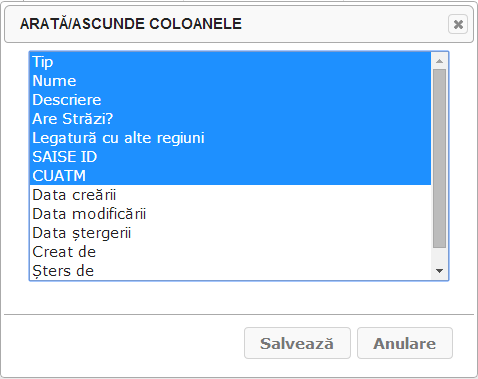 ARATĂ/ASCUNDE COLOANELE
Tip
Nume
Descriere
Are Străzi?
Legatură cu alte regiuni
SAISE ID
CUATM
Data creării
Data modificării
Data ștergerii
Creat de
Șters de
Salvează
Anulare